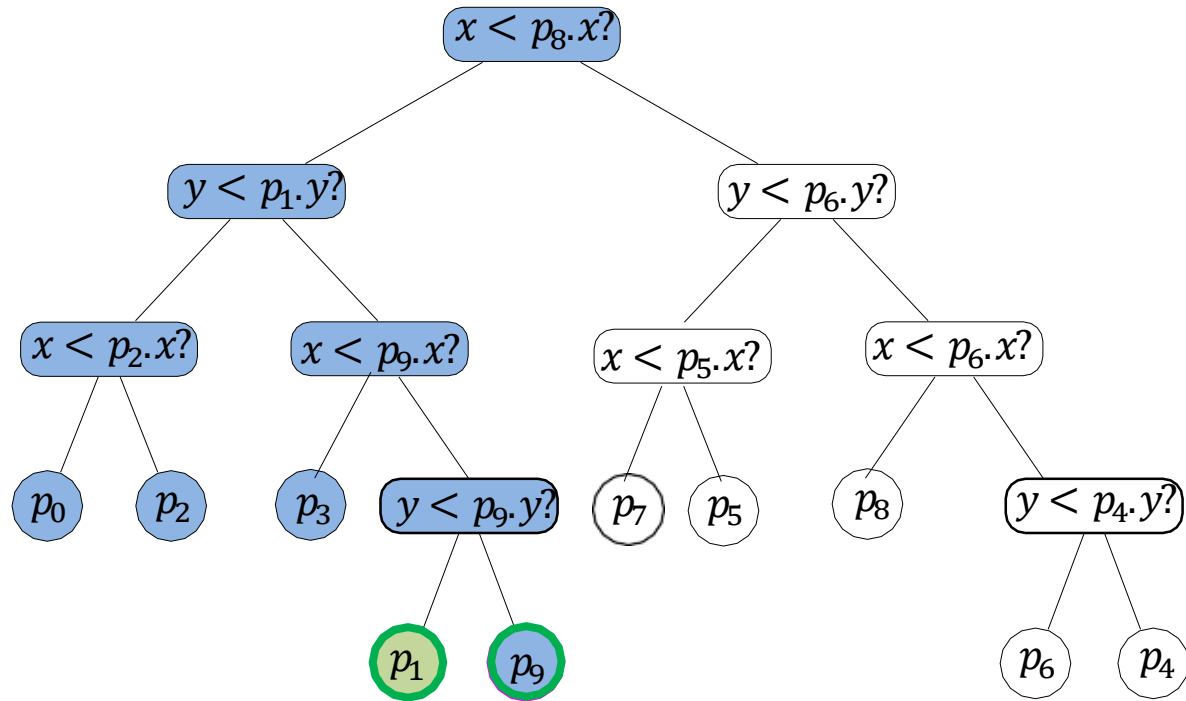 x < p₈.x?
y < p₁.y?
y < p₆.y?
x < p₂.x?
x < p₉.x?
x < p₅.x?
x < p₆.x?
p₀
p₂
p₃
y < p₉.y?
p₇
p₅
p₈
y < p₄.y?
p₁
p₉
p₆
p₄